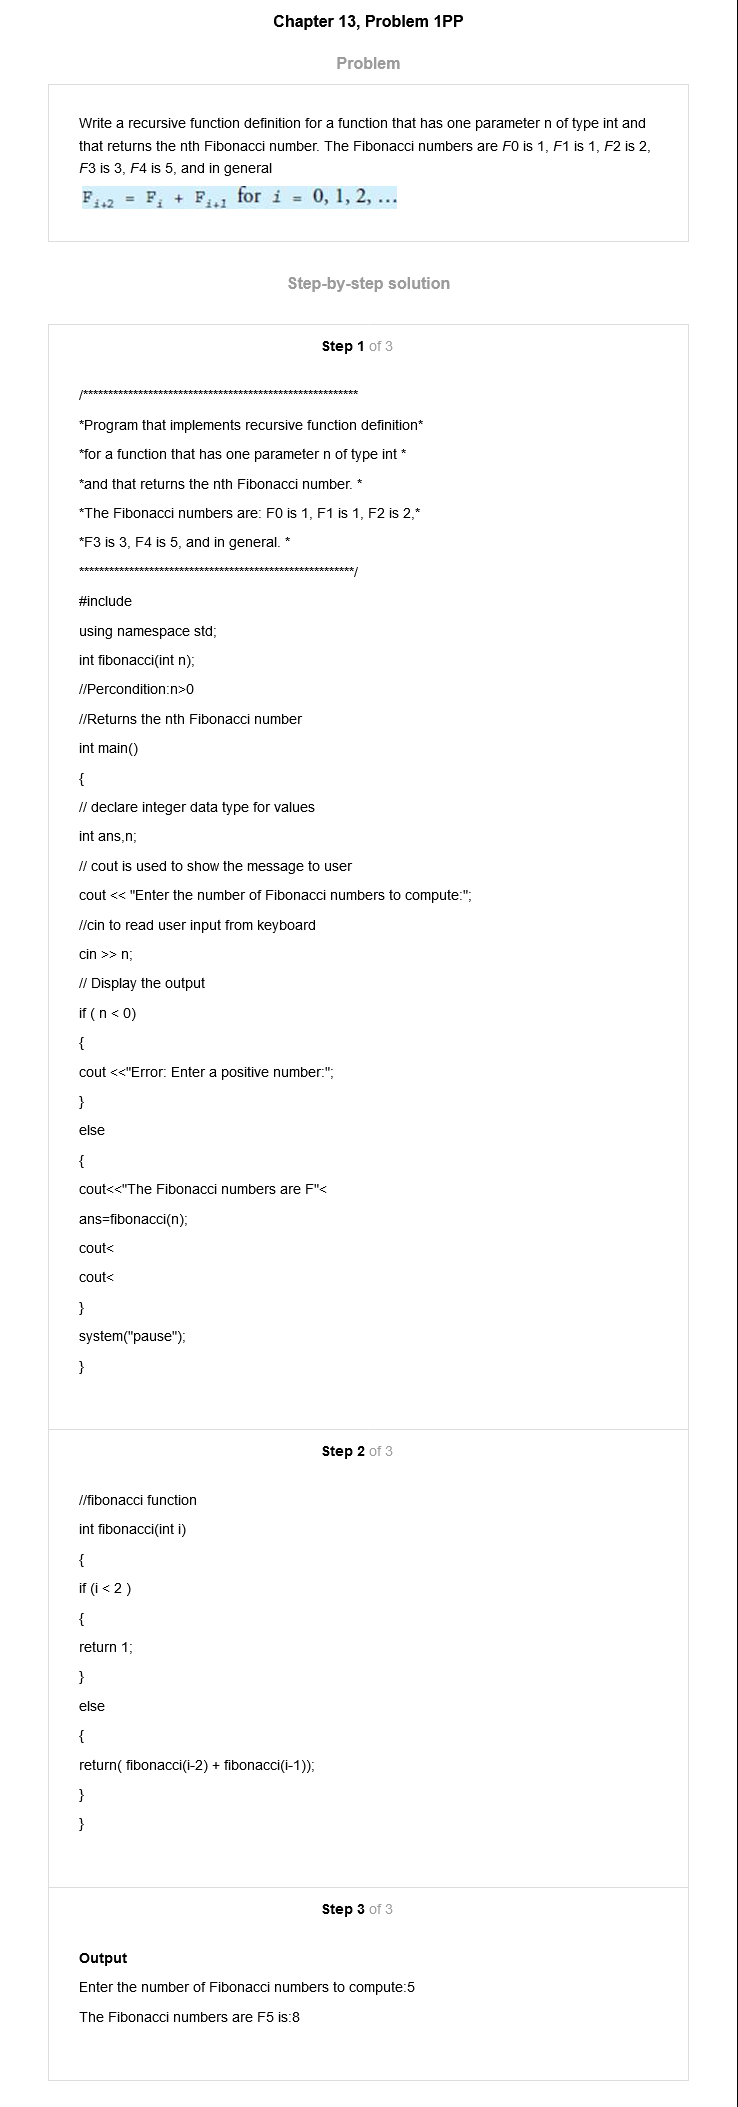 Chapter 13, Problem 1PP
Problem
Write a recursive function definition for a function that has one parameter n of type int and
that returns the nth Fibonacci number. The Fibonacci numbers are F0 is 1, F1 is 1, F2 is 2,
F3 is 3, F4 is 5, and in general
Fi+2 = Fi + Fi+1 for i = 0, 1, 2, ...
Step-by-step solution
Step 1 of 3
/*******************************************************
*Program that implements recursive function definition*
*for a function that has one parameter n of type int *
*and that returns the nth Fibonacci number. *
*The Fibonacci numbers are: F0 is 1, F1 is 1, F2 is 2,*
*F3 is 3, F4 is 5, and in general. *
*******************************************************/
#include
using namespace std;
int fibonacci(int n);
//Percondition:n>0
//Returns the nth Fibonacci number
int main()
{
// declare integer data type for values
int ans,n;
// cout is used to show the message to user
cout << "Enter the number of Fibonacci numbers to compute:";
//cin to read user input from keyboard
cin >> n;
// Display the output
if ( n < 0)
{
cout <<"Error: Enter a positive number:";
}
else
{
cout<<"The Fibonacci numbers are F"<
ans=fibonacci(n);
cout<
cout<
}
system("pause");
}
Step 2 of 3
//fibonacci function
int fibonacci(int i)
{
if (i < 2 )
{
return 1;
}
else
{
return( fibonacci(i-2) + fibonacci(i-1));
}
}
Step 3 of 3
Output
Enter the number of Fibonacci numbers to compute:5
The Fibonacci numbers are F5 is:8